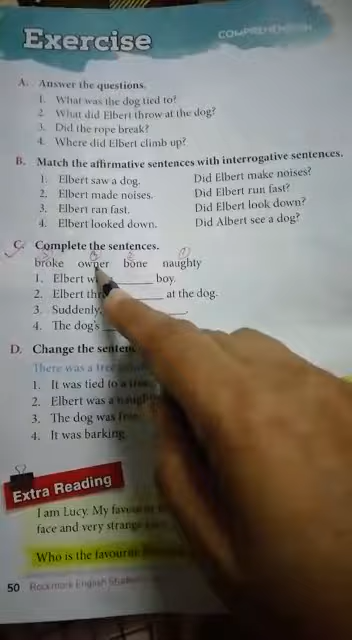 Exercise
COMPREHENSION
A. Answer the questions.
1. What was the dog tied to?
2. What did Elbert throw at the dog?
3. Did the rope break?
4. Where did Elbert climb up?
B. Match the affirmative sentences with interrogative sentences.
1. Elbert saw a dog. Did Elbert make noises?
2. Elbert made noises. Did Elbert run fast?
3. Elbert ran fast. Did Elbert look down?
4. Elbert looked down. Did Albert see a dog?
C. Complete the sentences.
broke owner bone naughty
1. Elbert ______ boy.
2. Elbert ______ at the dog.
3. Suddenly, ______.
4. The dog's
D. Change the
There was a tree
1. It was tied to a
2. Elbert was a
3. The dog was
4. It was barking
Extra Reading
I am Lucy. My
face and very strange
Who is the favourite
50 Rockmore English